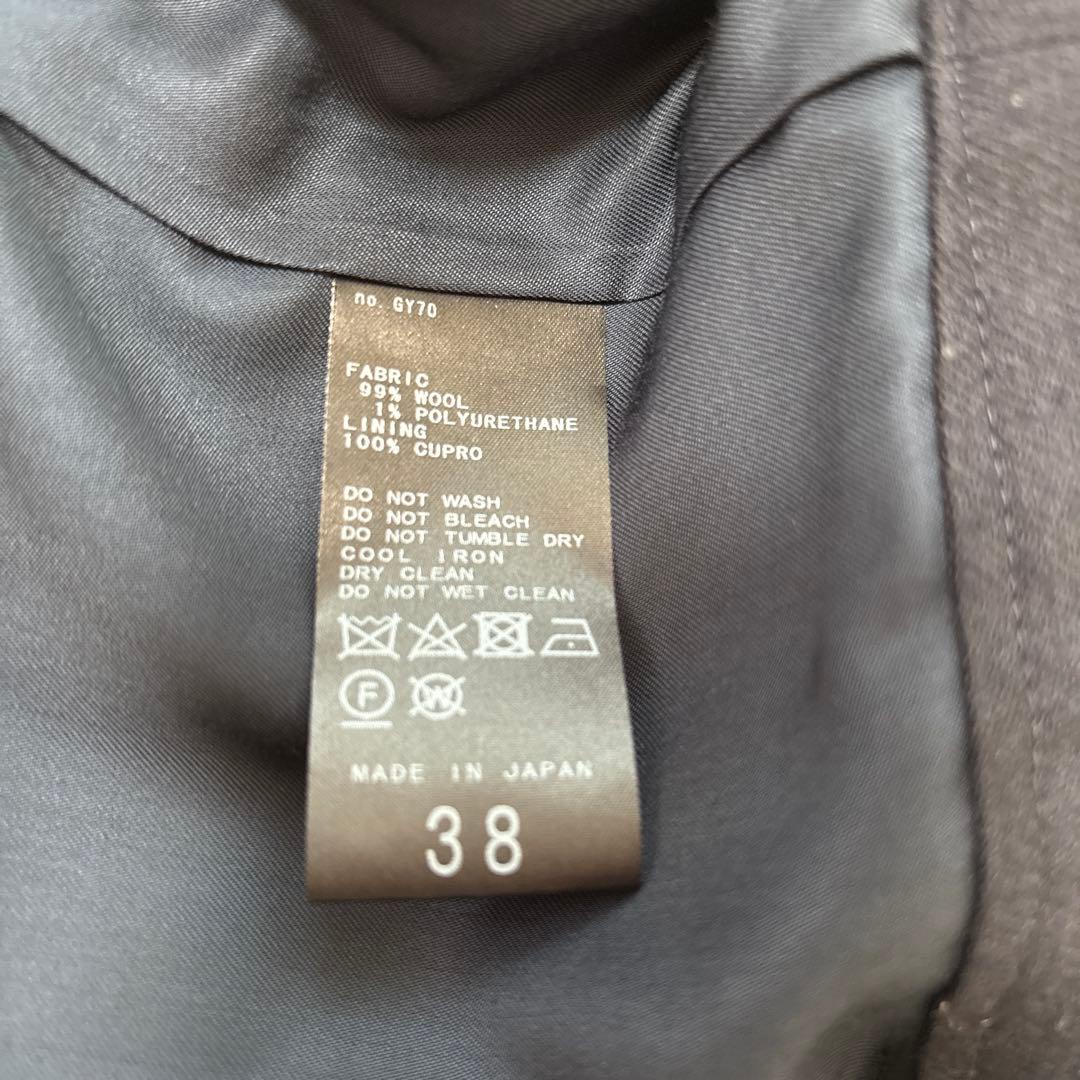 no. GY70
FABRIC
99% WOOL
1% POLYURETHANE
LINING
100% CUPRO
DO NOT WASH
DO NOT BLEACH
DO NOT TUMBLE DRY
COOL IRON
DRY CLEAN
DO NOT WET CLEAN
F W
MADE IN JAPAN
38